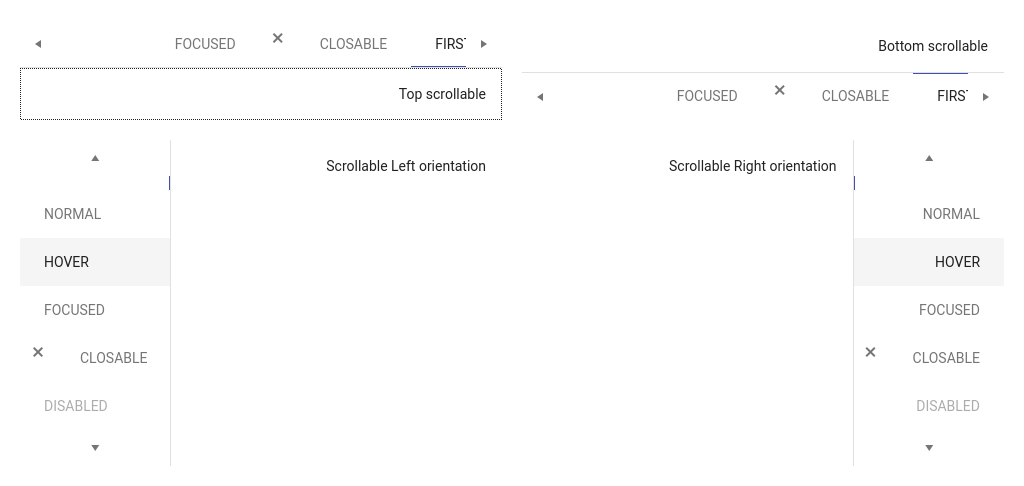 FOCUSED
CLOSABLE
FIRS
Top scrollable
Bottom scrollable
FOCUSED
CLOSABLE
FIRS
Scrollable Left orientation
NORMAL
HOVER
FOCUSED
CLOSABLE
DISABLED
Scrollable Right orientation
NORMAL
HOVER
FOCUSED
CLOSABLE
DISABLED